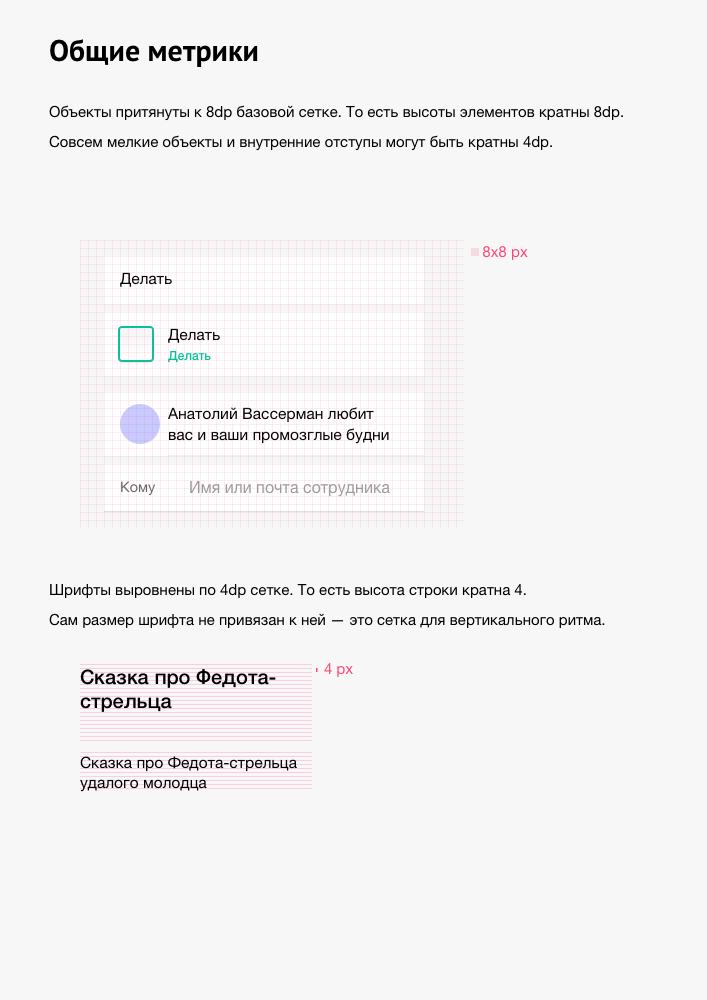 Общие метрики
Объекты притянуты к 8dp базовой сетке. То есть высоты элементов кратны 8dp.
Совсем мелкие объекты и внутренние отступы могут быть кратны 4dp.
8x8 px
Делать
Делать
Делать
Анатолий Вассерман любит
вас и ваши промозглые будни
Кому Имя или почта сотрудника
Шрифты выровнены по 4dp сетке. То есть высота строки кратна 4.
Сам размер шрифта не привязан к ней — это сетка для вертикального ритма.
4 px
Сказка про Федота-
стрельца
Сказка про Федота-стрельца
удалого молодца